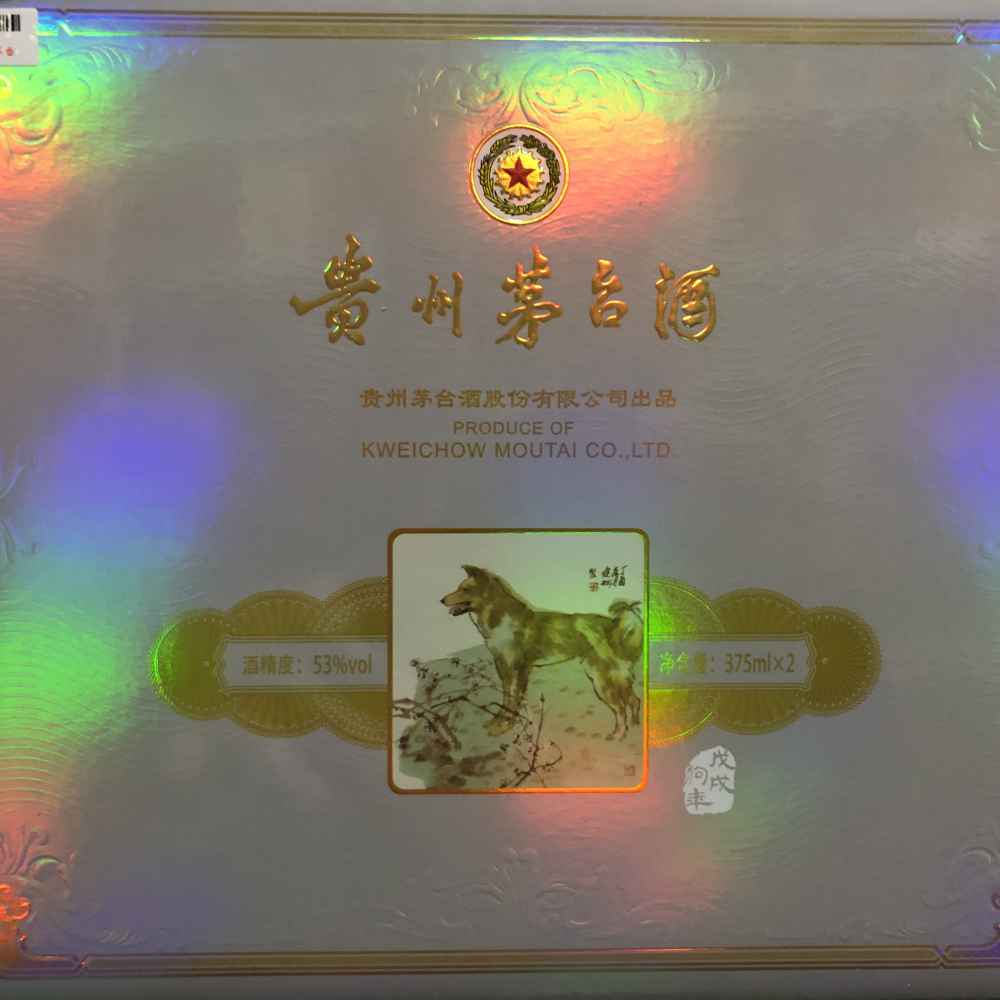 貴州茅台酒
贵州茅台酒股份有限公司出品
PRODUCE OF
KWEICHOW MOUTAI CO.,LTD.
酒精度：53%vol
净含量：375ml×2
戊戌
狗年